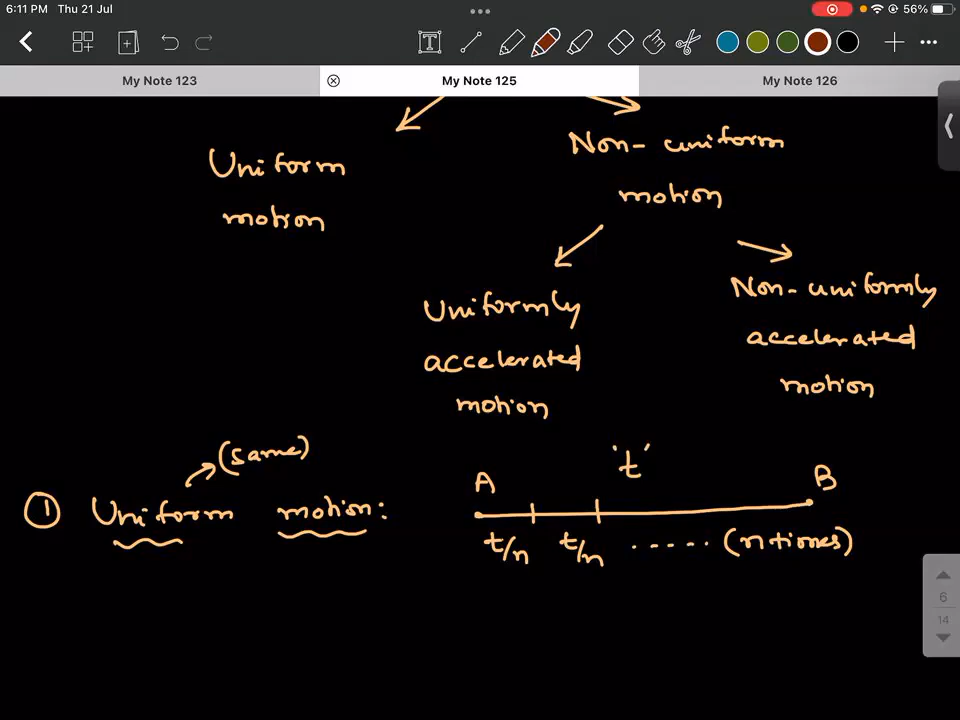 6:11 PM Thu 21 Jul
56%
My Note 123
My Note 125
My Note 126
Uniform
motion
Non-uniform
motion
Uniformly
accelerated
motion
Non-uniformly
accelerated
motion
(same)
① Uniform motion:
A 't' B
t/n t/n ..... (n times)
6
14